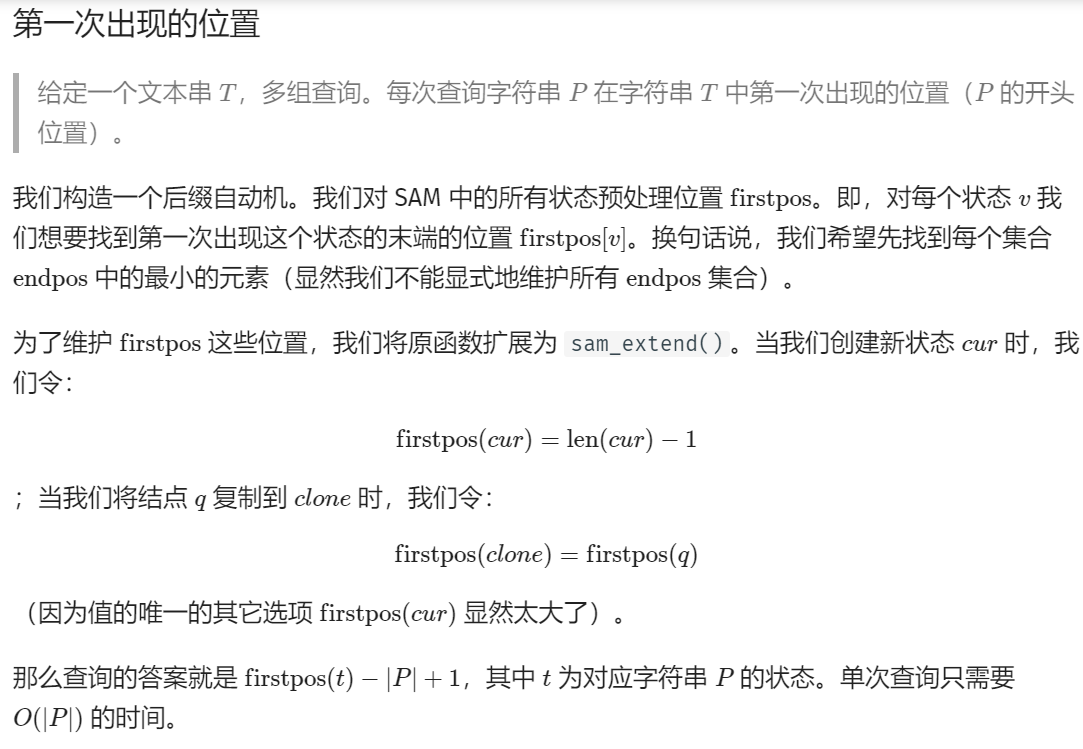 第一次出现的位置
给定一个文本串 T，多组查询。每次查询字符串 P 在字符串 T 中第一次出现的位置（P 的开头
位置）。
我们构造一个后缀自动机。我们对 SAM 中的所有状态预处理位置 firstpos。即，对每个状态 v 我
们想要找到第一次出现这个状态的末端的位置 firstpos[v]。换句话说，我们希望先找到每个集合
endpos 中的最小的元素（显然我们不能显式地维护所有 endpos 集合）。
为了维护 firstpos 这些位置，我们将原函数扩展为 sam_extend()。当我们创建新状态 cur 时，我
们令：
firstpos(cur) = len(cur) − 1
；当我们将结点 q 复制到 clone 时，我们令：
firstpos(clone) = firstpos(q)
（因为值的唯一的其它选项 firstpos(cur) 显然太大了）。
那么查询的答案就是 firstpos(t) − |P| + 1，其中 t 为对应字符串 P 的状态。单次查询只需要
O(|P|) 的时间。